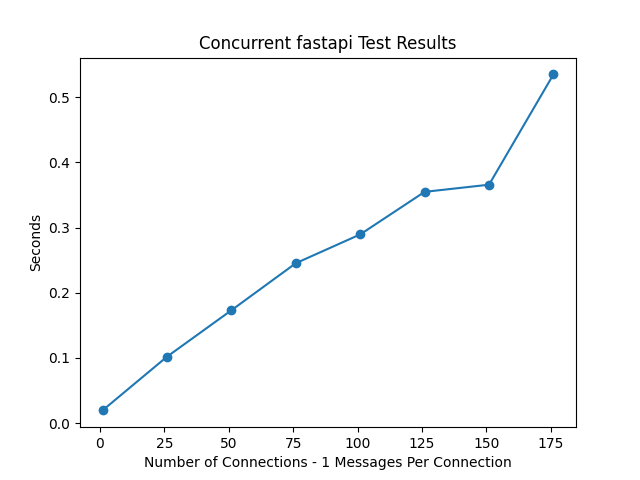 Concurrent fastapi Test Results
0.5
0.4
0.3
0.2
0.1
0.0
Seconds
0 25 50 75 100 125 150 175
Number of Connections - 1 Messages Per Connection